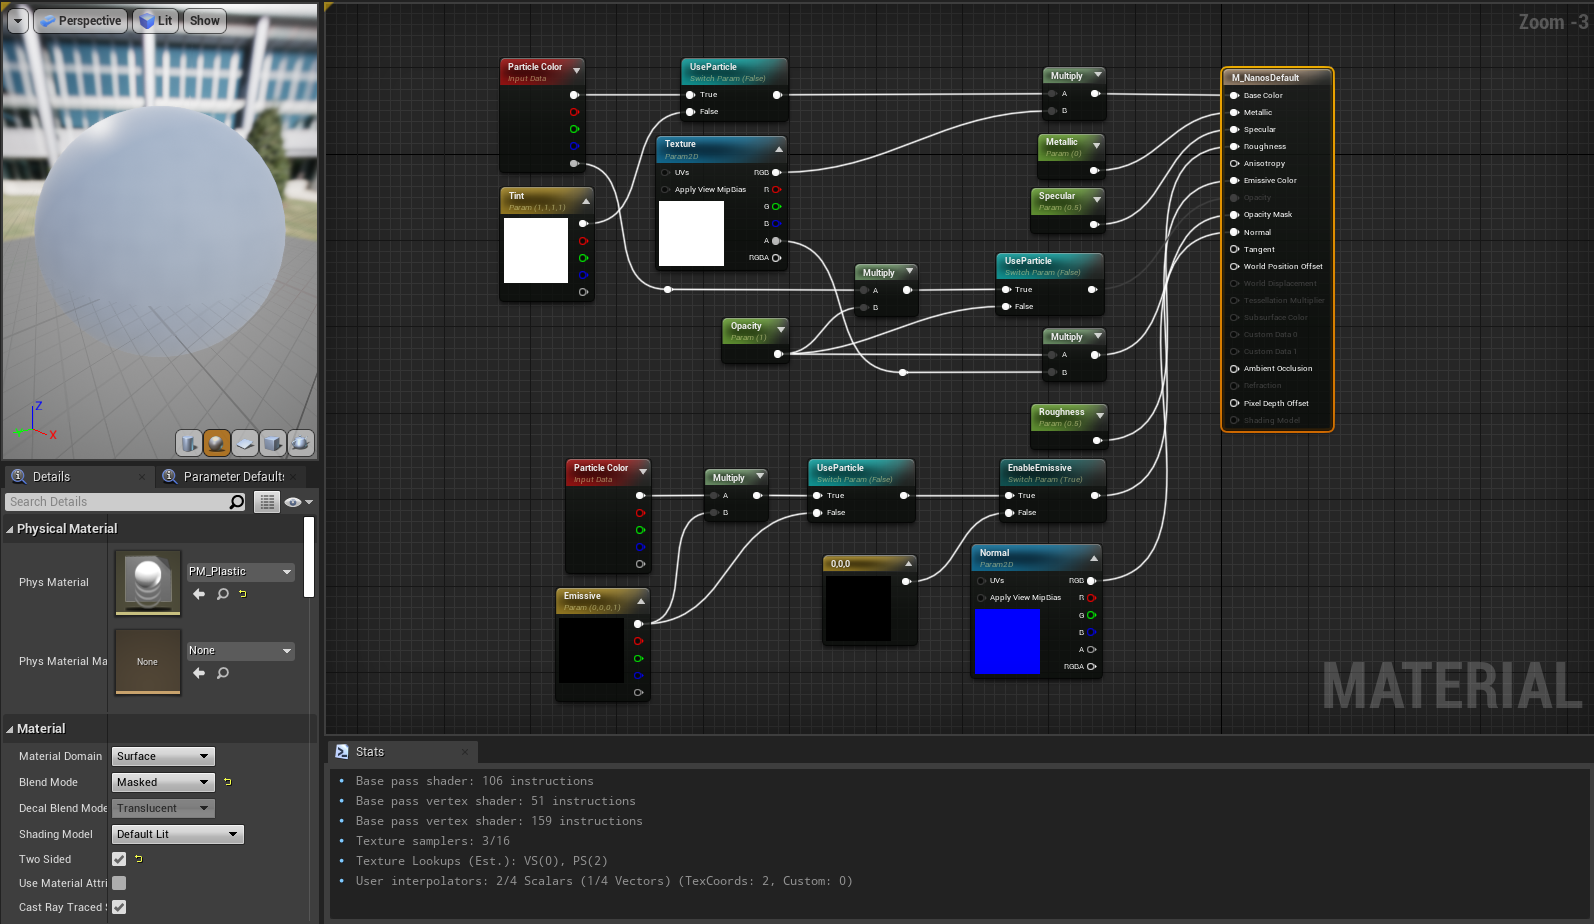 Perspective
Lit
Show
Zoom -3
Particle Color
Input Data
UseParticle
Switch Param (False)
True
False
Multiply
A
B
M_NanosDefault
Base Color
Metallic
Specular
Roughness
Anisotropy
Emissive Color
Opacity
Opacity Mask
Normal
Tangent
World Position Offset
World Displacement
Tessellation Multiplier
Subsurface Color
Custom Data 0
Custom Data 1
Ambient Occlusion
Refraction
Pixel Depth Offset
Shading Model
Texture
Param2D
UVs
RGB
Apply View MipBias
R
G
B
A
RGBA
Metallic
Param (0)
Tint
Param (1,1,1,1)
Specular
Param (0.5)
Multiply
A
B
UseParticle
Switch Param (False)
True
False
Opacity
Param (1)
Multiply
A
B
Roughness
Param (0.5)
Particle Color
Input Data
Multiply
A
B
UseParticle
Switch Param (False)
True
False
EnableEmissive
Switch Param (True)
True
False
Emissive
Param (0,0,0,1)
0,0,0
Normal
Param2D
UVs
RGB
Apply View MipBias
R
G
B
A
RGBA
MATERIAL
Z
X
Details
Parameter Default
Search Details
Physical Material
Phys Material
PM_Plastic
Phys Material Ma
None
None
Material
Material Domain
Surface
Blend Mode
Masked
Decal Blend Mode
Translucent
Shading Model
Default Lit
Two Sided
Use Material Attri
Cast Ray Traced S
Stats
Base pass shader: 106 instructions
Base pass vertex shader: 51 instructions
Base pass vertex shader: 159 instructions
Texture samplers: 3/16
Texture Lookups (Est.): VS(0), PS(2)
User interpolators: 2/4 Scalars (1/4 Vectors) (TexCoords: 2, Custom: 0)